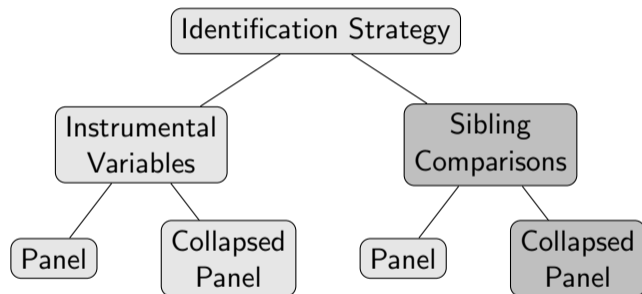 Identification Strategy
Instrumental
Variables
Sibling
Comparisons
Panel
Collapsed
Panel
Panel
Collapsed
Panel